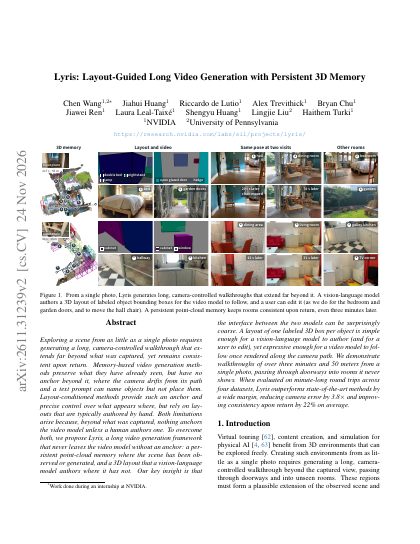 Lyris: Layout-Guided Long Video Generation with Persistent 3D Memory
Chen Wang1,2* Jiahui Huang1 Riccardo de Lutio1 Alex Trevithick1 Bryan Chu1
Jiawei Ren1 Laura Leal-Taixé1 Shengyu Huang1 Lingjie Liu2 Haithem Turki1
1NVIDIA 2University of Pennsylvania
https://research.nvidia.com/labs/sil/projects/lyris/
3D memory Layout and video Same pose at two visits Other rooms
Figure 1. From a single photo, Lyris generates long, camera-controlled walkthroughs that extend far beyond it. A vision-language model
authors a 3D layout of labeled object bounding boxes for the video model to follow, and a user can edit it (as we do for the bedroom and
garden doors, and to move the hall chair). A persistent point-cloud memory keeps rooms consistent upon return, even three minutes later.
Abstract
Exploring a scene from as little as a single photo requires
generating a long, camera-controlled walkthrough that ex-
tends far beyond what was captured, yet remains consis-
tent upon return. Memory-based video generation meth-
ods preserve what they have already seen, but have no
anchor beyond it, where the camera drifts from its path
and a text prompt can name objects but not place them.
Layout-conditioned methods provide such an anchor and
precise control over what appears where, but rely on lay-
outs that are typically authored by hand. Both limitations
arise because, beyond what was captured, nothing
anchors the video model unless a human authors one. To overcome
both, we propose Lyris, a long video generation framework
that never leaves the video model without an anchor: a per-
sistent point-cloud memory where the scene has been ob-
served or generated, and a 3D layout that a vision-language
model authors where it has not. Our key insight is that
1Work done during an internship at NVIDIA.
the interface between the two models can be surprisingly
coarse. A layout of one labeled 3D box per object is simple
enough for a vision-language model to author (and for a
user to edit), yet expressive enough for a video model to fol-
low once rendered along the camera path. We demonstrate
walkthroughs of over three minutes and 50 meters from a
single photo, passing through doorways into rooms it never
shows. When evaluated on minute-long round trips across
four datasets, Lyris outperforms state-of-the-art methods by
a wide margin, reducing camera error by 3.8× and improv-
ing consistency upon return by 22% on average.
1. Introduction
Virtual touring [62], content creation, and simulation for
physical AI [4, 63] benefit from 3D environments that can
be explored freely. Creating such environments from as lit-
tle as a single photo requires generating a long, camera-
controlled walkthrough beyond the captured view, passing
through doorways and into unseen rooms. These regions
must form a plausible extension of the observed scene and
arXiv:2611.31239v2 [cs.CV] 24 Nov 2026